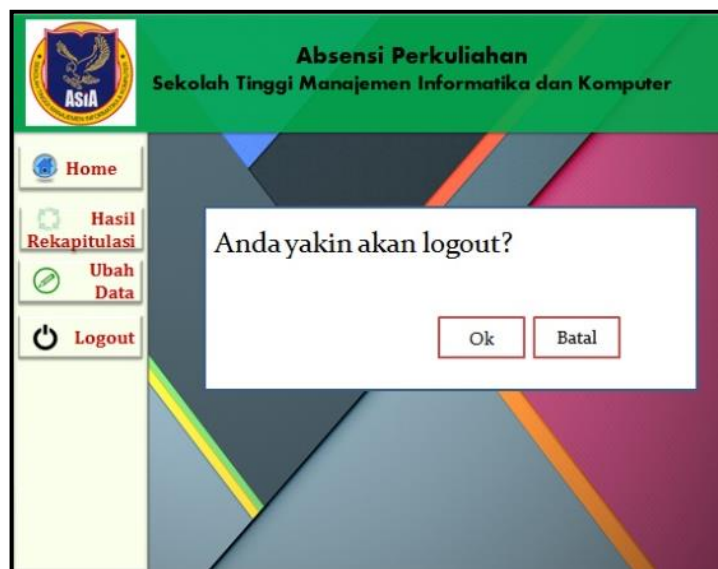 Absensi Perkuliahan
Sekolah Tinggi Manajemen Informatika dan Komputer
ASIA
Home
Hasil
Rekapitulasi
Ubah
Data
Logout
Anda yakin akan logout?
Ok
Batal